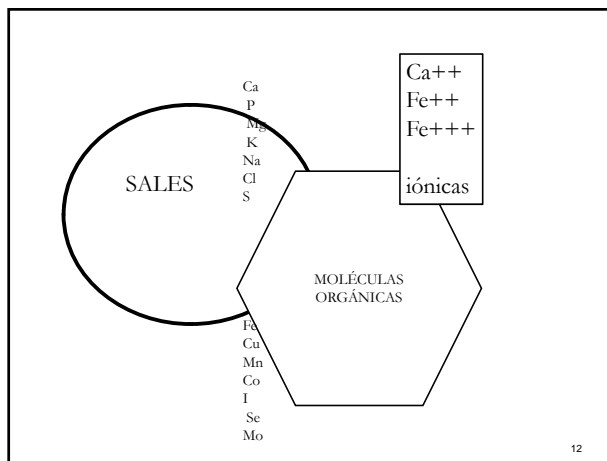 Ca
P
Mg
K
Na
Cl
S
SALES
Ca++
Fe++
Fe+++
iónicas
MOLÉCULAS
ORGÁNICAS
Fe
Cu
Mn
Co
I
Se
Mo
12